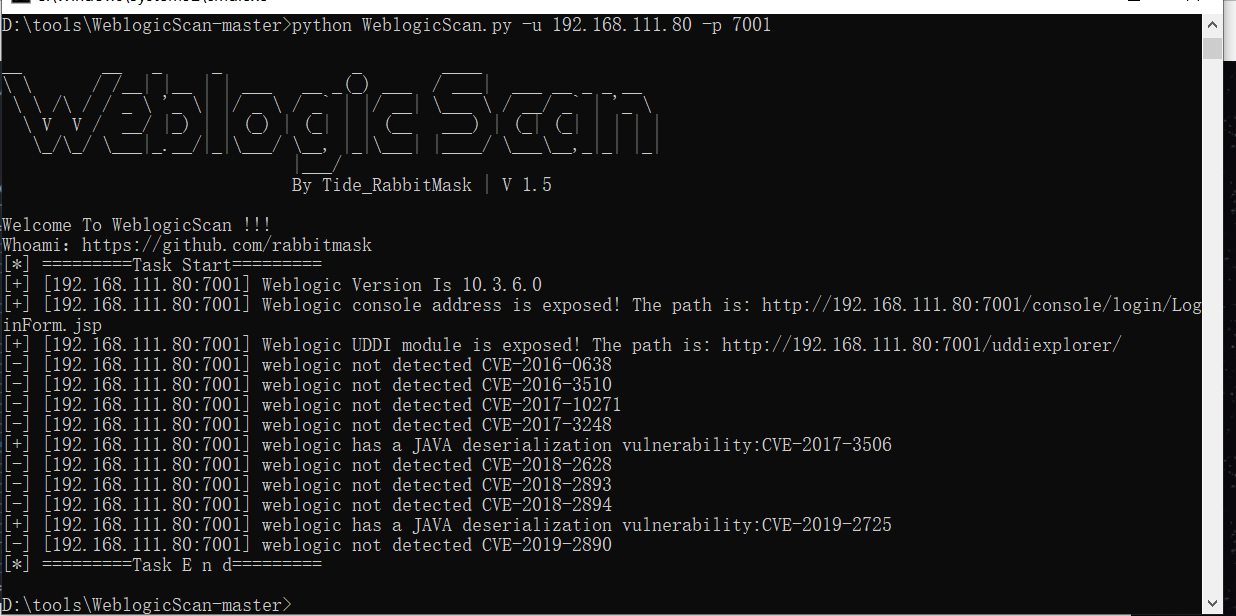 D:\tools\WeblogicScan-master>python WeblogicScan.py -u 192.168.111.80 -p 7001
Weblogic Scan
By Tide_RabbitMask | V 1.5
Welcome To WeblogicScan !!!
Whoami：https://github.com/rabbitmask
[*] =========Task Start=========
[+] [192.168.111.80:7001] Weblogic Version Is 10.3.6.0
[+] [192.168.111.80:7001] Weblogic console address is exposed! The path is: http://192.168.111.80:7001/console/login/Log
inForm.jsp
[+] [192.168.111.80:7001] Weblogic UDDI module is exposed! The path is: http://192.168.111.80:7001/uddiexplorer/
[-] [192.168.111.80:7001] weblogic not detected CVE-2016-0638
[-] [192.168.111.80:7001] weblogic not detected CVE-2016-3510
[-] [192.168.111.80:7001] weblogic not detected CVE-2017-10271
[-] [192.168.111.80:7001] weblogic not detected CVE-2017-3248
[+] [192.168.111.80:7001] weblogic has a JAVA deserialization vulnerability:CVE-2017-3506
[-] [192.168.111.80:7001] weblogic not detected CVE-2018-2628
[-] [192.168.111.80:7001] weblogic not detected CVE-2018-2893
[-] [192.168.111.80:7001] weblogic not detected CVE-2018-2894
[+] [192.168.111.80:7001] weblogic has a JAVA deserialization vulnerability:CVE-2019-2725
[-] [192.168.111.80:7001] weblogic not detected CVE-2019-2890
[*] =========Task E n d=========
D:\tools\WeblogicScan-master>